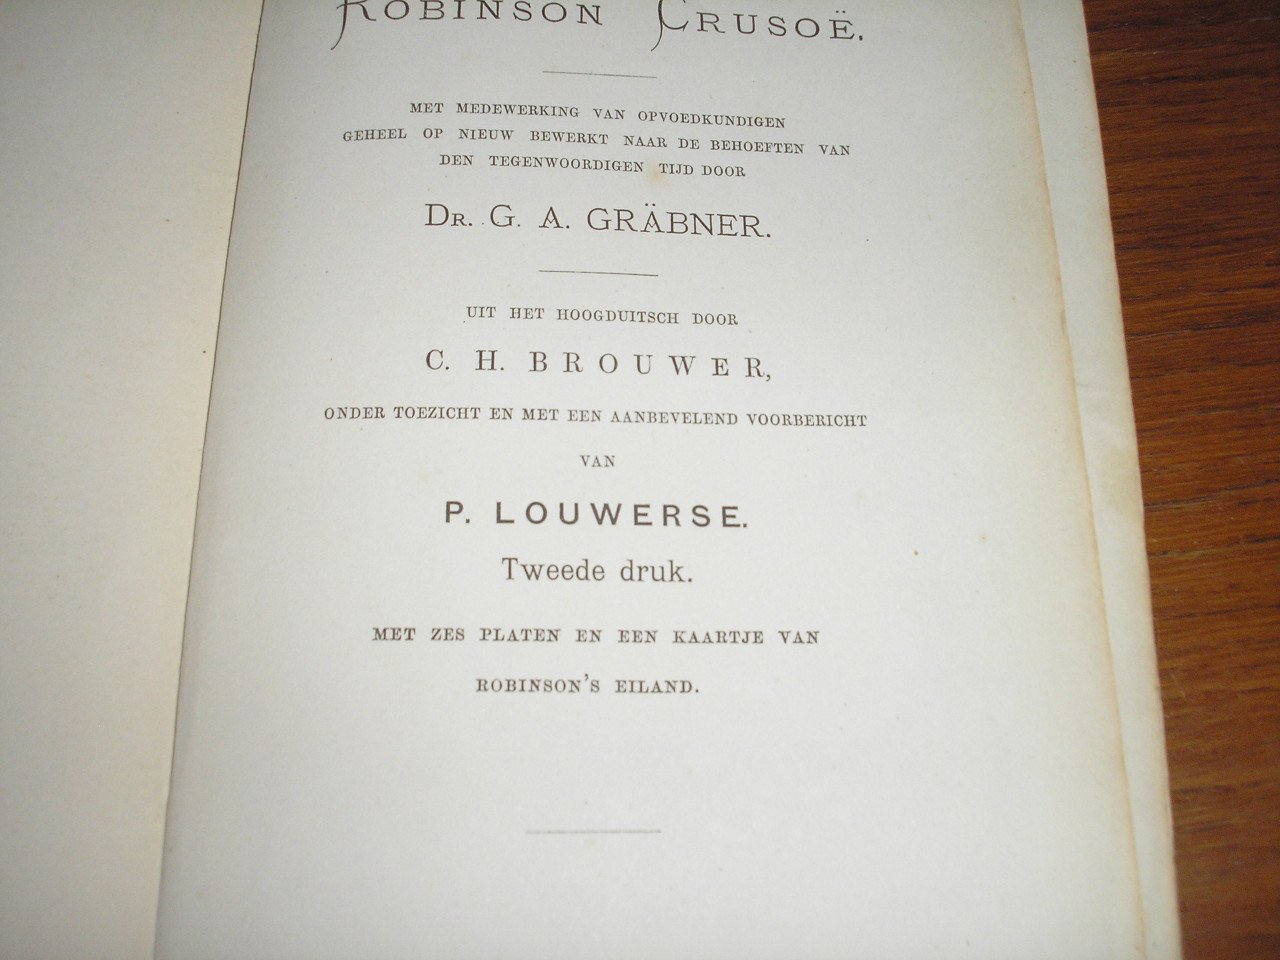 ROBINSON CRUSOË.
MET MEDEWERKING VAN OPVOEDKUNDIGEN
GEHEEL OP NIEUW BEWERKT NAAR DE BEHOEFTEN VAN
DEN TEGENWOORDIGEN TIJD DOOR
DR. G. A. GRÄBNER.
UIT HET HOOGDUITSCH DOOR
C. H. BROUWER,
ONDER TOEZICHT EN MET EEN AANBEVELEND VOORBERICHT
VAN
P. LOUWERSE.
Tweede druk.
MET ZES PLATEN EN EEN KAARTJE VAN
ROBINSON'S EILAND.